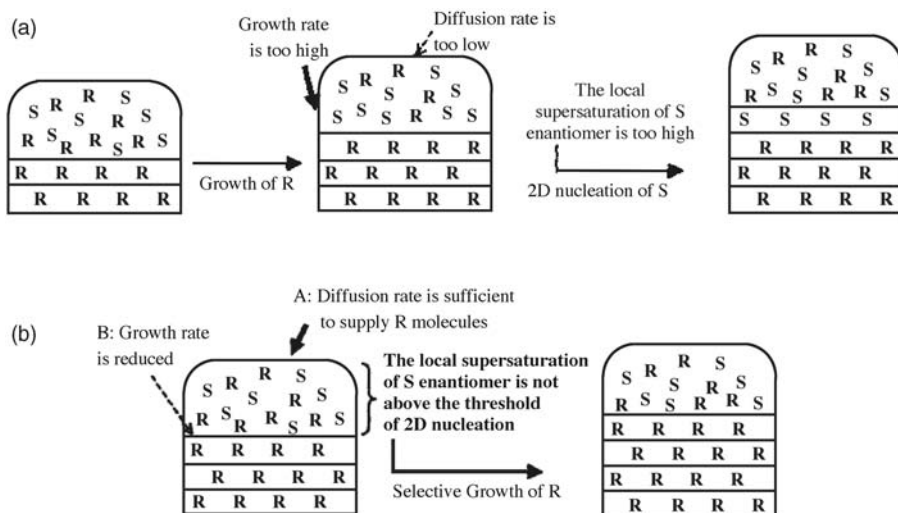 (a)
Growth rate
is too high
Diffusion rate is
too low
S R R S
S R
R S R R S R S
R R R R
R R R R
Growth of R
S R R S
S R
S S S R R S S
R R R R
R R R R
R R R R
The local
supersaturation of S
enantiomer is too high
2D nucleation of S
S R R S
S R
R S S R R S
S S S S
R R R R
R R R R
R R R R
(b)
A: Diffusion rate is sufficient
to supply R molecules
B: Growth rate
is reduced
S R R S
S R
R S R S R S
R R R R
R R R R
R R R R
The local supersaturation
of S enantiomer is not
above the threshold
of 2D nucleation
Selective Growth of R
S R R S
S R
R S S R R S
R R R R
R R R R
R R R R
R R R R